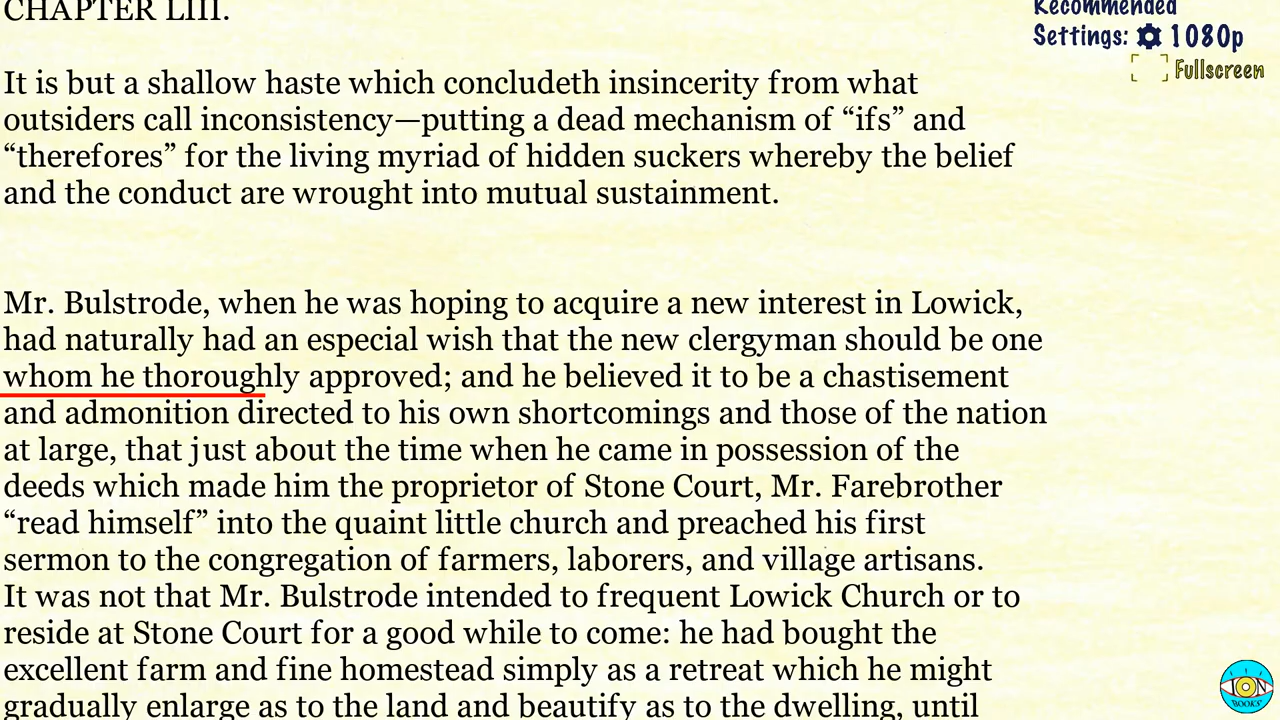 CHAPTER LIII.
Recommended
Settings: 1080p
Fullscreen
It is but a shallow haste which concludeth insincerity from what
outsiders call inconsistency—putting a dead mechanism of “ifs” and
“therefores” for the living myriad of hidden suckers whereby the belief
and the conduct are wrought into mutual sustainment.
Mr. Bulstrode, when he was hoping to acquire a new interest in Lowick,
had naturally had an especial wish that the new clergyman should be one
whom he thoroughly approved; and he believed it to be a chastisement
and admonition directed to his own shortcomings and those of the nation
at large, that just about the time when he came in possession of the
deeds which made him the proprietor of Stone Court, Mr. Farebrother
“read himself” into the quaint little church and preached his first
sermon to the congregation of farmers, laborers, and village artisans.
It was not that Mr. Bulstrode intended to frequent Lowick Church or to
reside at Stone Court for a good while to come: he had bought the
excellent farm and fine homestead simply as a retreat which he might
gradually enlarge as to the land and beautify as to the dwelling, until
ION
BOOKS